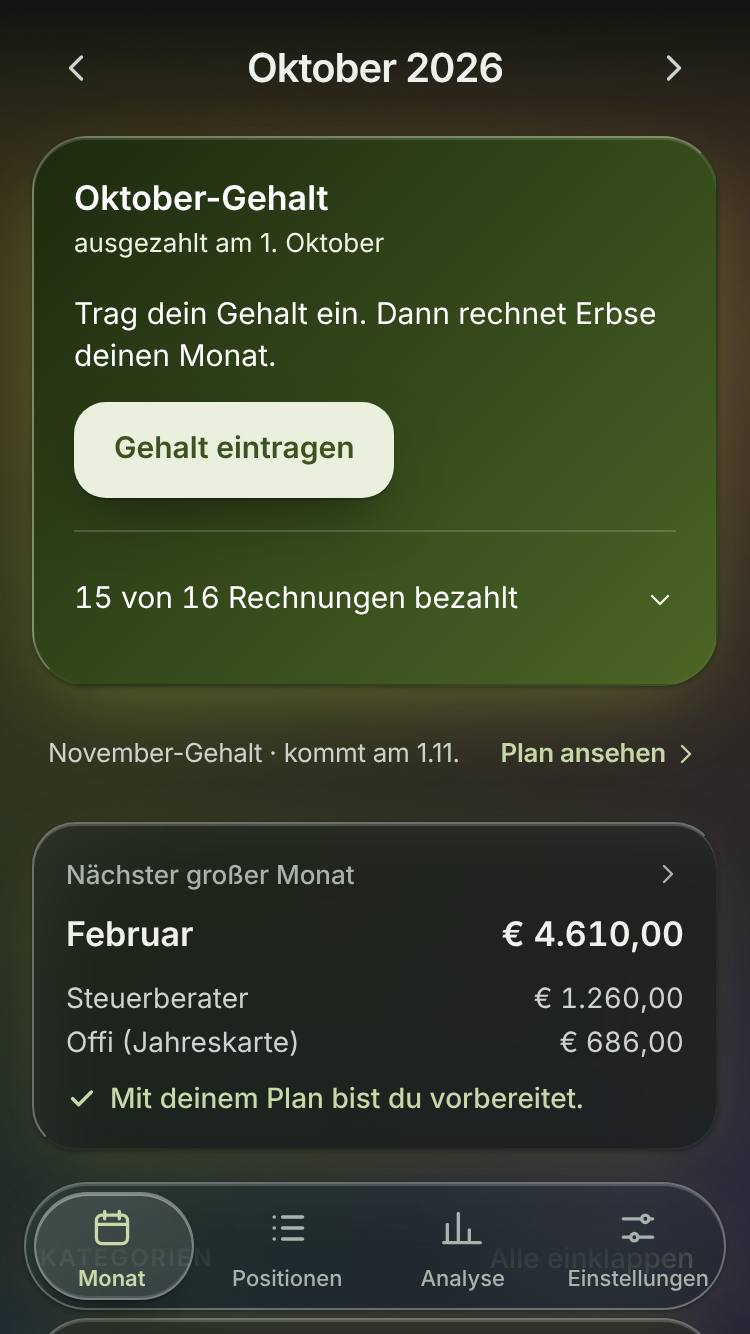 Oktober 2026
Oktober-Gehalt
ausgezahlt am 1. Oktober
Trag dein Gehalt ein. Dann rechnet Erbse
deinen Monat.
Gehalt eintragen
15 von 16 Rechnungen bezahlt
November-Gehalt · kommt am 1.11. Plan ansehen
Nächster großer Monat
Februar € 4.610,00
Steuerberater € 1.260,00
Offi (Jahreskarte) € 686,00
Mit deinem Plan bist du vorbereitet.
KATEGORIEN Alle einklappen
Monat Positionen Analyse Einstellungen